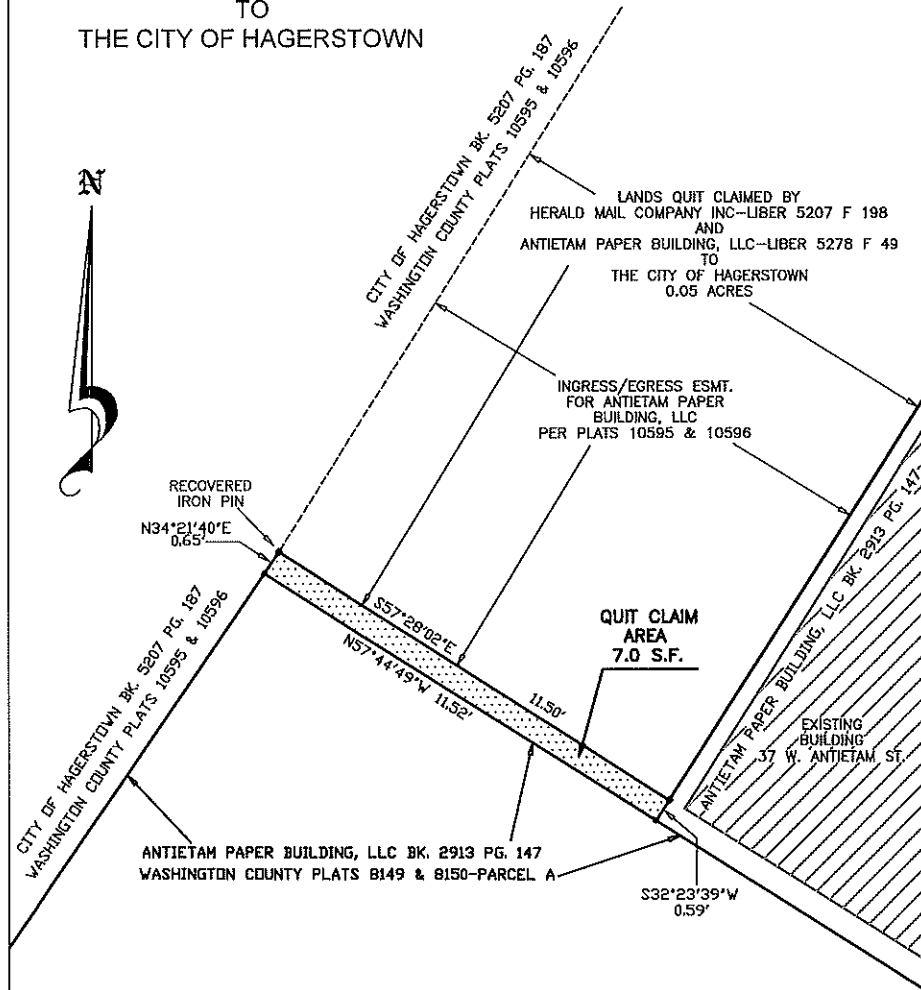 TO
THE CITY OF HAGERSTOWN
CITY OF HAGERSTOWN BK. 5207 PG. 187
WASHINGTON COUNTY PLATS 10595 & 10596
N
LANDS QUIT CLAIMED BY
HERALD MAIL COMPANY INC-LIBER 5207 F 198
AND
ANTIETAM PAPER BUILDING, LLC-LIBER 5278 F 49
TO
THE CITY OF HAGERSTOWN
0.05 ACRES
INGRESS/EGRESS ESMT.
FOR ANTIETAM PAPER
BUILDING, LLC
PER PLATS 10595 & 10596
RECOVERED
IRON PIN
N34°21'40"E
0.65'
S57°28'02"E
11.50'
N57°44'49"W 11.52'
QUIT CLAIM
AREA
7.0 S.F.
ANTIETAM PAPER BUILDING, LLC BK. 2913 PG. 147
EXISTING
BUILDING
37 W. ANTIETAM ST.
CITY OF HAGERSTOWN BK. 5207 PG. 187
WASHINGTON COUNTY PLATS 10595 & 10596
ANTIETAM PAPER BUILDING, LLC BK. 2913 PG. 147
WASHINGTON COUNTY PLATS 8149 & 8150-PARCEL A
S32°23'39"W
0.59'